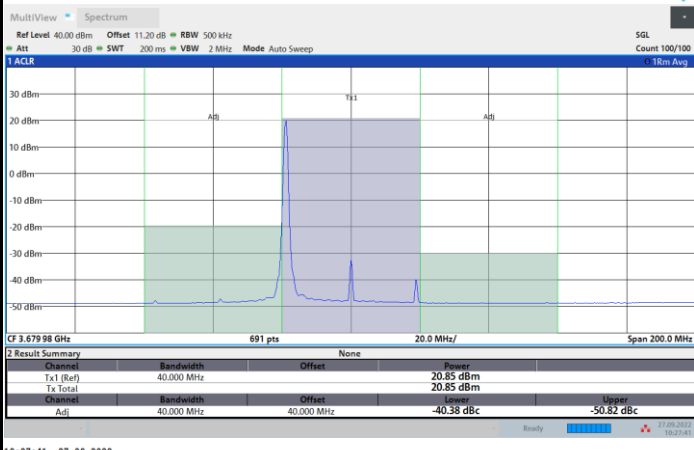 MultiView Spectrum
Ref Level 40.00 dBm Offset 11.20 dB RBW 500 kHz SGL
Att 30 dB SWT 200 ms VBW 2 MHz Mode Auto Sweep Count 100/100
1 ACLR 1Rm Avg
30 dBm
Tx1
20 dBm Adj Adj
10 dBm
0 dBm
-10 dBm
-20 dBm
-30 dBm
-40 dBm
-50 dBm
CF 3.67998 GHz 691 pts 20.0 MHz/ Span 200.0 MHz
2 Result Summary None
Channel Bandwidth Offset Power
Tx1 (Ref) 40.000 MHz 20.85 dBm
Tx Total 20.85 dBm
Channel Bandwidth Offset Lower Upper
Adj 40.000 MHz 40.000 MHz -40.38 dBc -50.82 dBc
Ready 27.09.2022
10:27:41